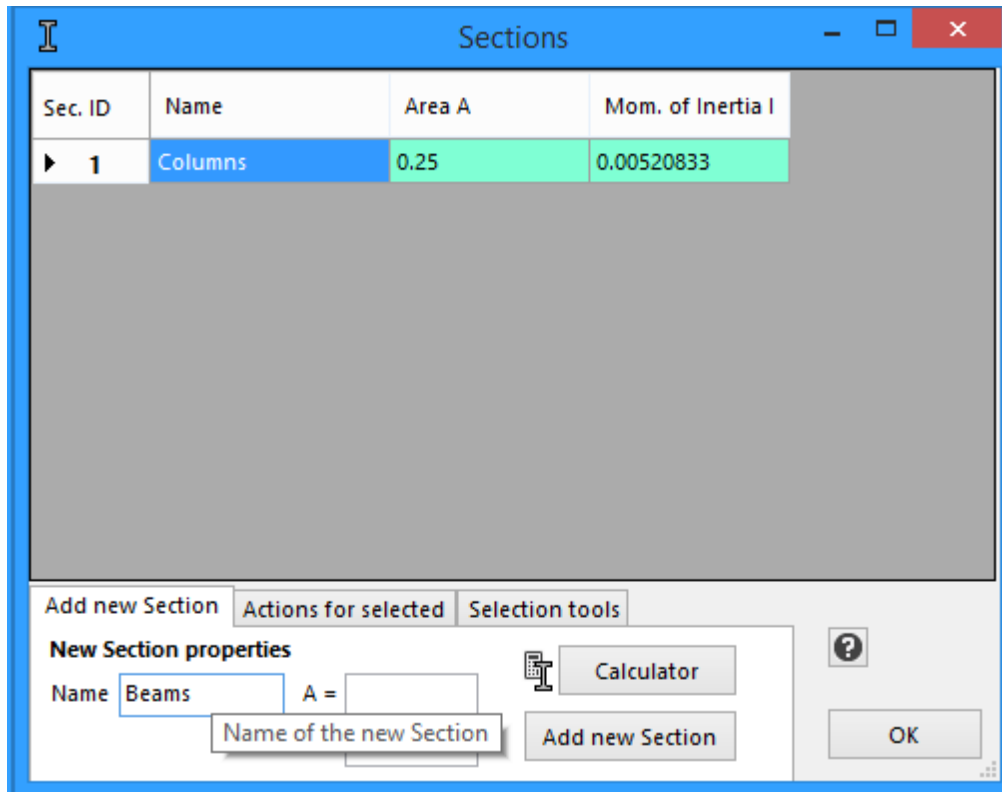 Sections
Sec. ID Name Area A Mom. of Inertia I
1 Columns 0.25 0.00520833
Add new Section Actions for selected Selection tools
New Section properties
Calculator
Name Beams A =
Name of the new Section
Add new Section
OK